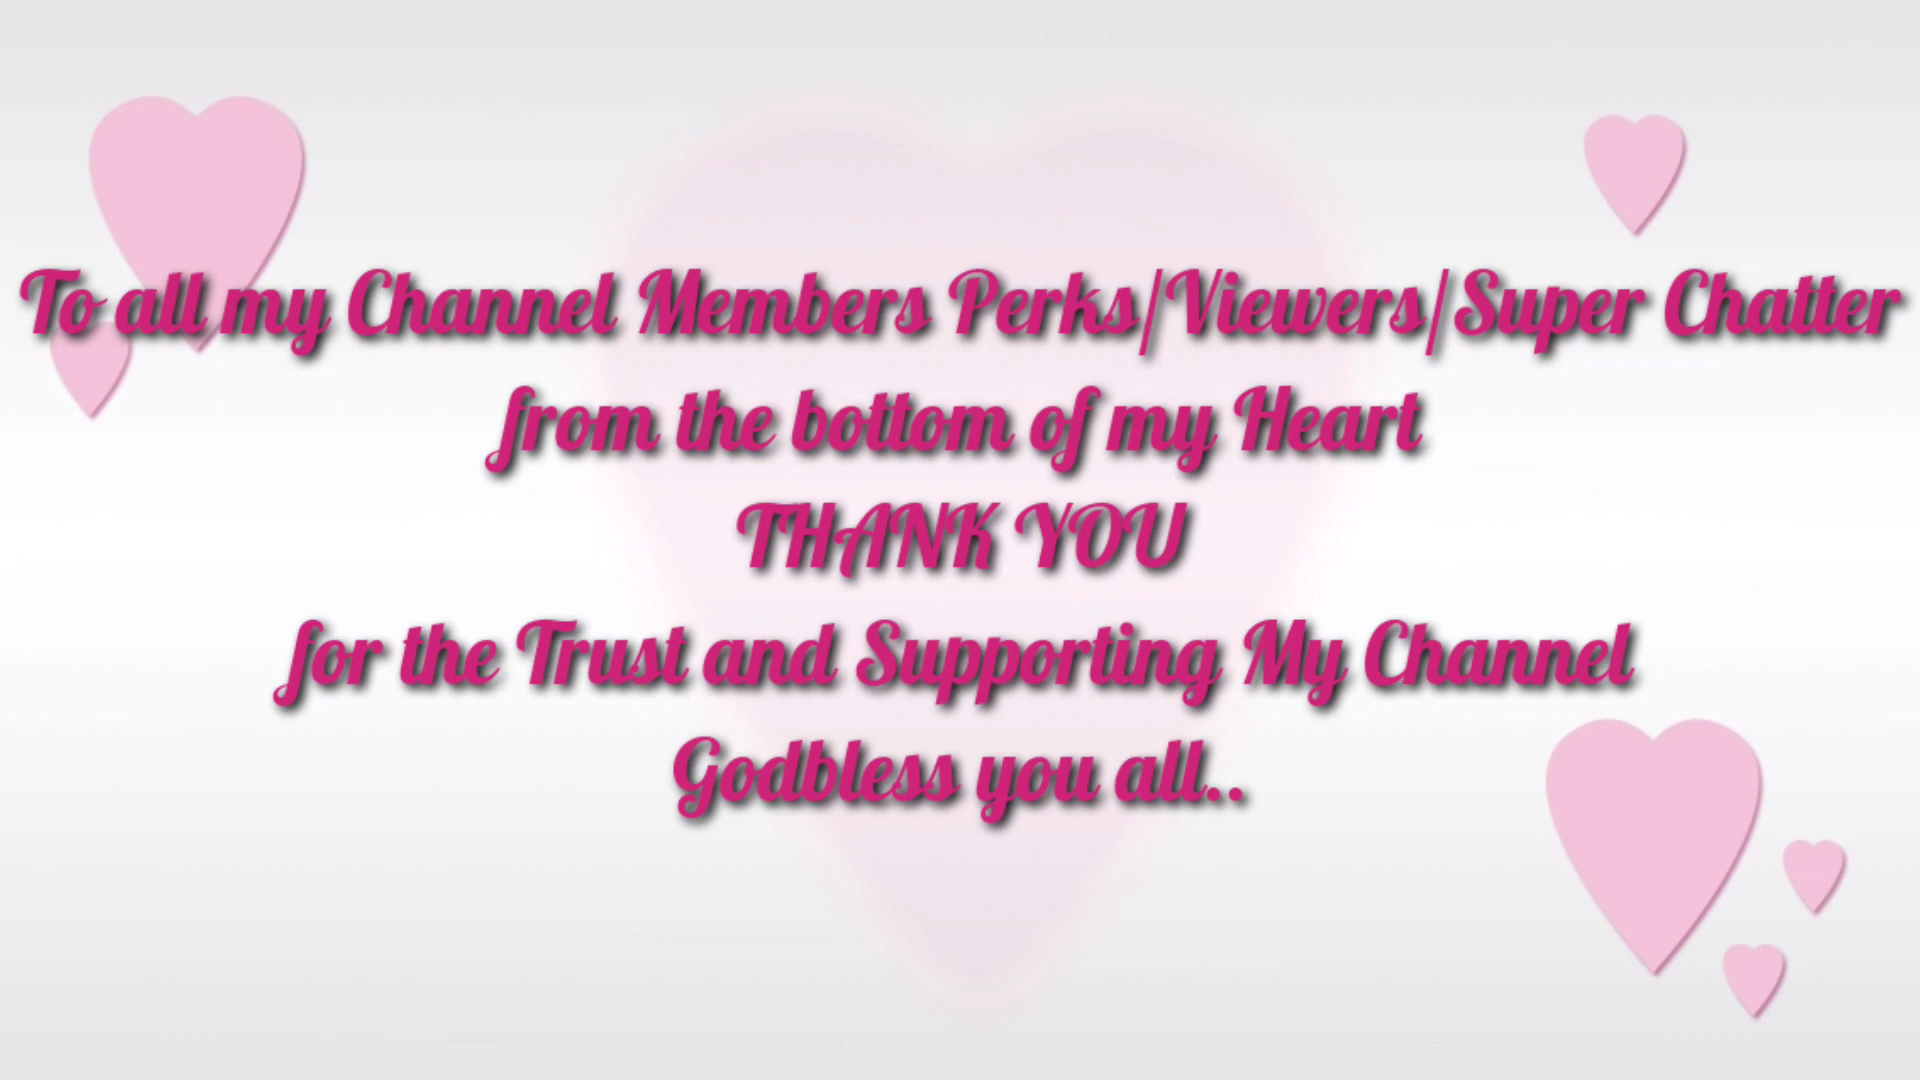 To all my Channel Members Perks/Viewers/Super Chatter
from the bottom of my Heart
THANK YOU
for the Trust and Supporting My Channel
Godbless you all..